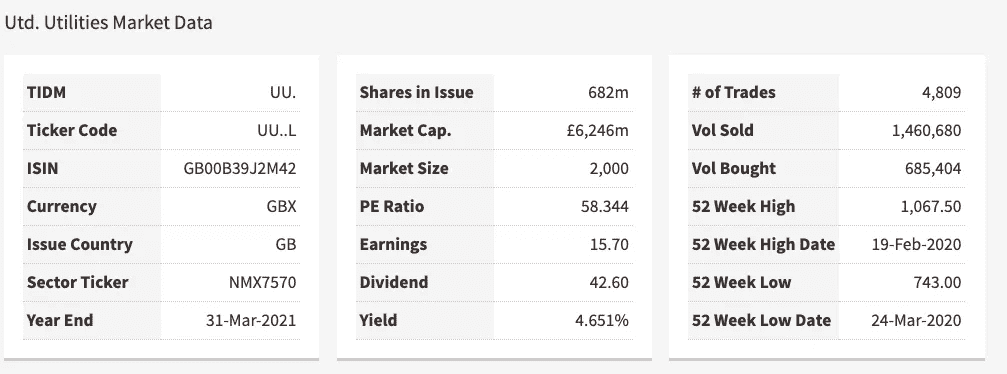 Utd. Utilities Market Data
TIDM UU.
Ticker Code UU..L
ISIN GB00B39J2M42
Currency GBX
Issue Country GB
Sector Ticker NMX7570
Year End 31-Mar-2021
Shares in Issue 682m
Market Cap. £6,246m
Market Size 2,000
PE Ratio 58.344
Earnings 15.70
Dividend 42.60
Yield 4.651%
# of Trades 4,809
Vol Sold 1,460,680
Vol Bought 685,404
52 Week High 1,067.50
52 Week High Date 19-Feb-2020
52 Week Low 743.00
52 Week Low Date 24-Mar-2020